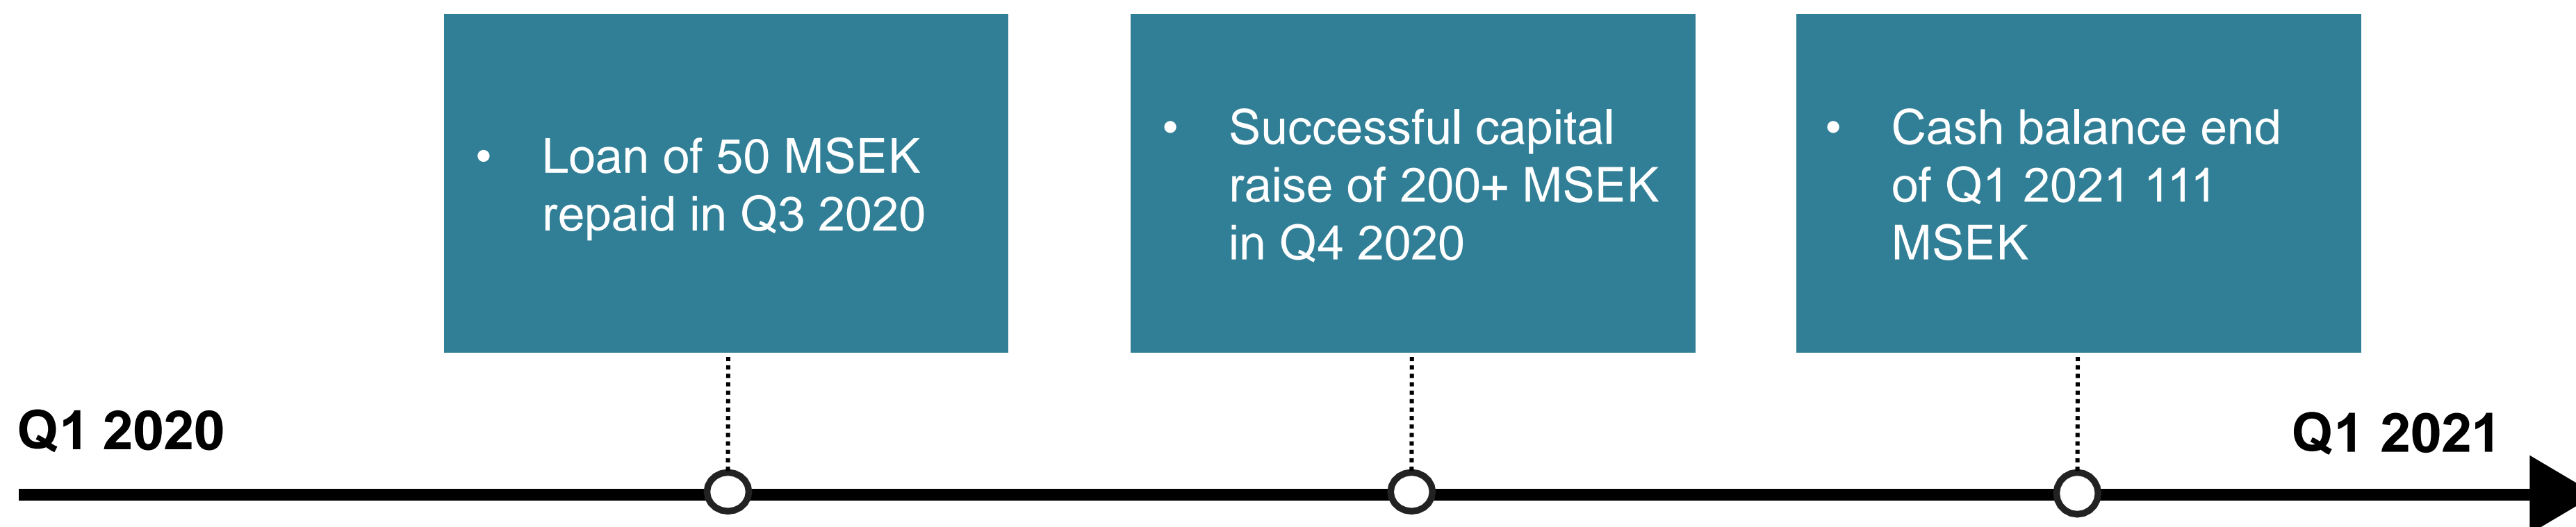 • Loan of 50 MSEK
repaid in Q3 2020
• Successful capital
raise of 200+ MSEK
in Q4 2020
• Cash balance end
of Q1 2021 111
MSEK
Q1 2020
Q1 2021